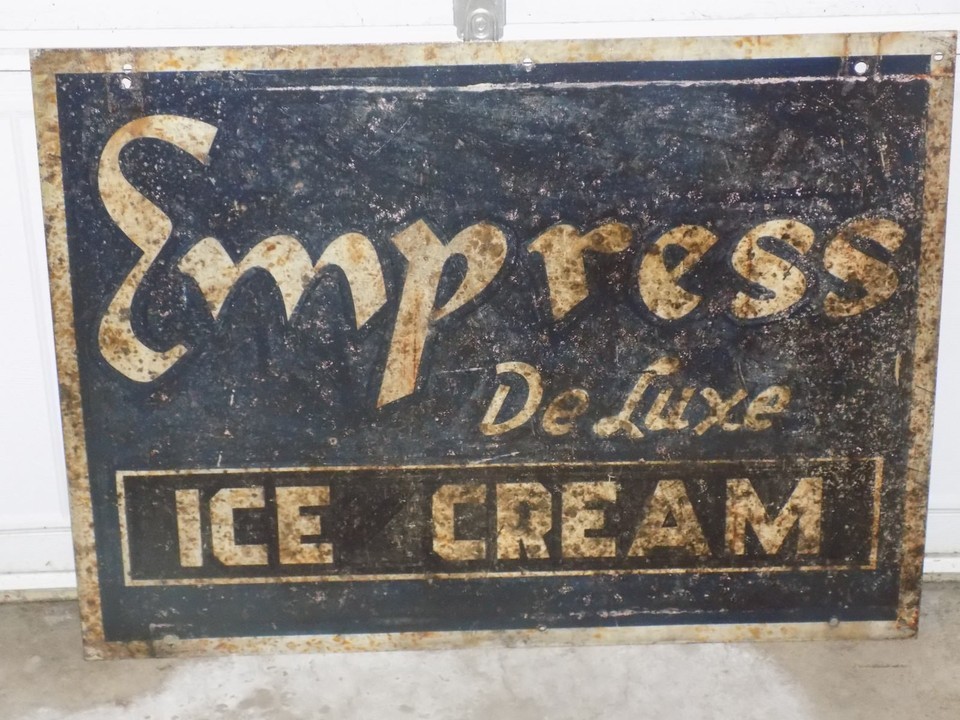 Empress
De Luxe
ICE CREAM